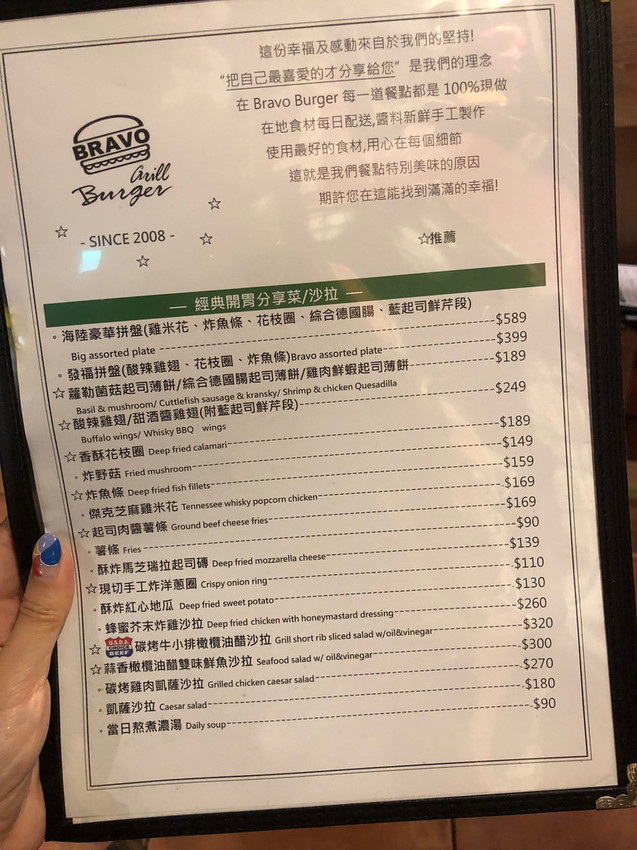 這份幸福及感動來自於我們的堅持!
“把自己最喜愛的才分享給您”是我們的理念
在 Bravo Burger 每一道餐點都是 100%現做
在地食材每日配送,醬料新鮮手工製作
使用最好的食材,用心在每個細節
這就是我們餐點特別美味的原因
期許您在這能找到滿滿的幸福!
BRAVO
Grill
Burger
- SINCE 2008 -
☆推薦
— 經典開胃分享菜/沙拉 —
。海陸豪華拼盤(雞米花、炸魚條、花枝圈、綜合德國腸、藍起司鮮芹段)
Big assorted plate $589
。發福拼盤(酸辣雞翅、花枝圈、炸魚條)Bravo assorted plate $399
☆蘿勒菌菇起司薄餅/綜合德國腸起司薄餅/雞肉鮮蝦起司薄餅 $189
Basil & mushroom/ Cuttlefish sausage & kransky/ Shrimp & chicken Quesadilla
☆酸辣雞翅/甜酒醬雞翅(附藍起司鮮芹段) $249
Buffalo wings/ Whisky BBQ wings
☆香酥花枝圈 Deep fried calamari $189
。炸野菇 Fried mushroom $149
☆炸魚條 Deep fried fish fillets $159
。傑克芝麻雞米花 Tennessee whisky popcorn chicken $169
☆起司肉醬薯條 Ground beef cheese fries $169
。薯條 Fries $90
。酥炸馬芝瑞拉起司磚 Deep fried mozzarella cheese $139
☆現切手工炸洋蔥圈 Crispy onion ring $110
。酥炸紅心地瓜 Deep fried sweet potato $130
。蜂蜜芥末炸雞沙拉 Deep fried chicken with honeymastard dressing $260
☆ U.S.D.A CHOICE BEEF 碳烤牛小排橄欖油醋沙拉 Grill short rib sliced salad w/oil&vinegar $320
☆蒜香橄欖油醋雙味鮮魚沙拉 Seafood salad w/ oil&vinegar $300
。碳烤雞肉凱薩沙拉 Grilled chicken caesar salad $270
。凱薩沙拉 Caesar salad $180
。當日熬煮濃湯 Daily soup $90